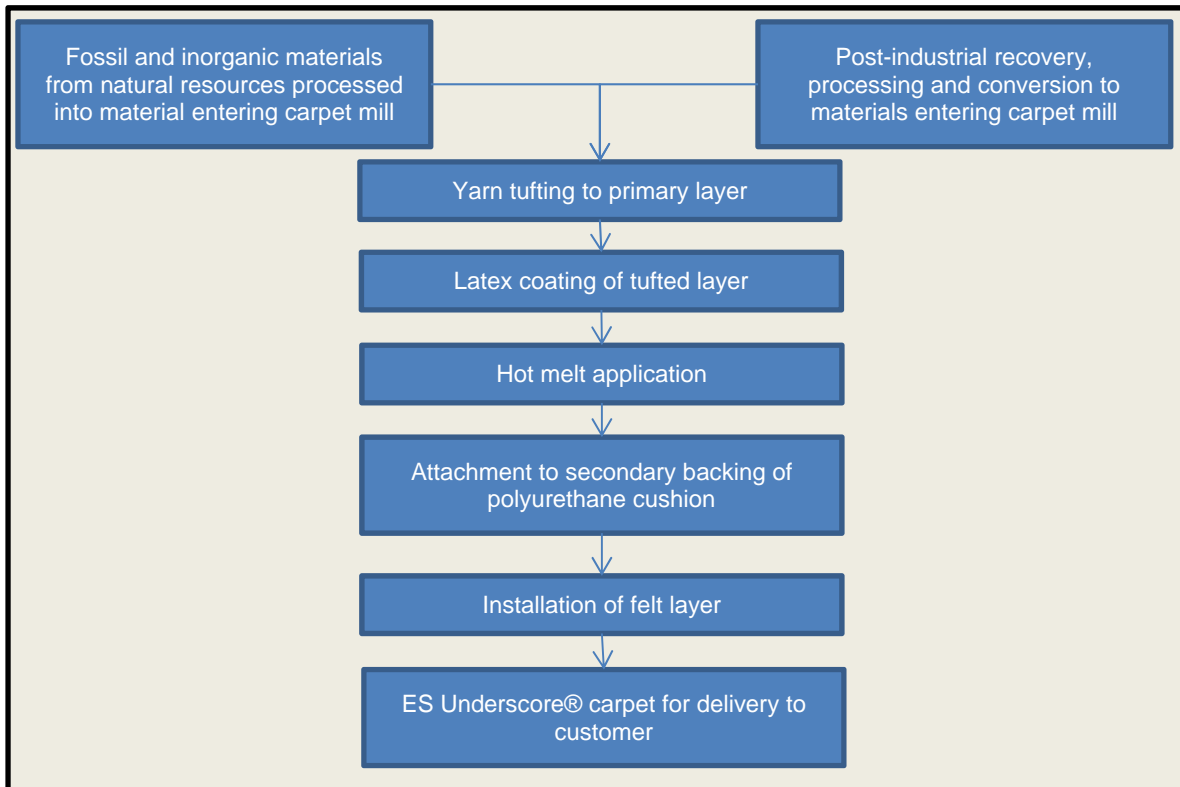 Fossil and inorganic materials
from natural resources processed
into material entering carpet mill
Post-industrial recovery,
processing and conversion to
materials entering carpet mill
Yarn tufting to primary layer
Latex coating of tufted layer
Hot melt application
Attachment to secondary backing of
polyurethane cushion
Installation of felt layer
ES Underscore® carpet for delivery to
customer